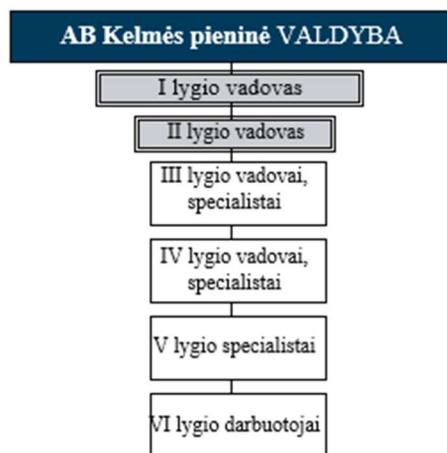 AB Kelmės pieninė VALDYBA
I lygio vadovas
II lygio vadovas
III lygio vadovai,
specialistai
IV lygio vadovai,
specialistai
V lygio specialistai
VI lygio darbuotojai